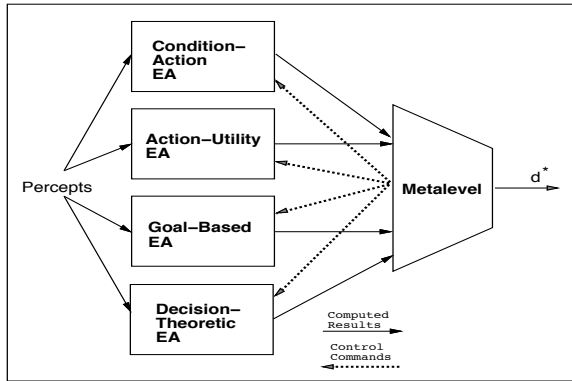 Condition–
Action
EA
Action–Utility
EA
Percepts
Metalevel
d*
Goal–Based
EA
Decision–
Theoretic
EA
Computed
Results
Control
Commands